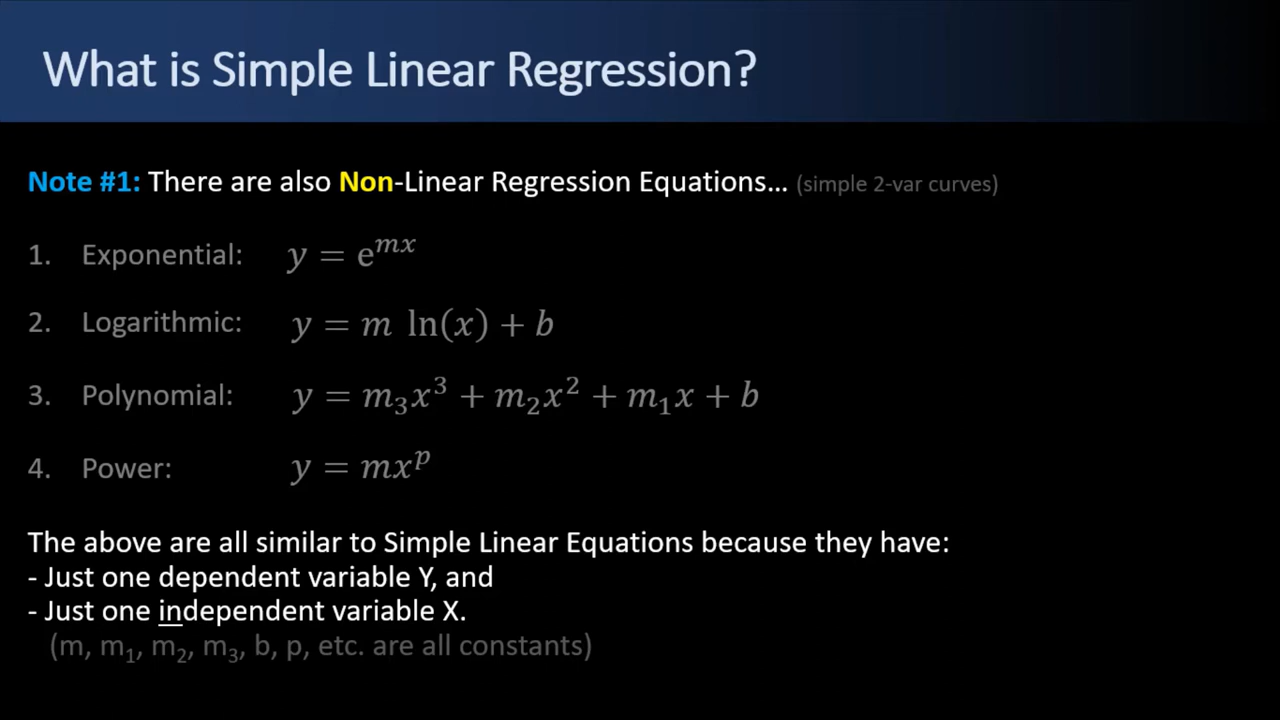 What is Simple Linear Regression?
Note #1: There are also Non-Linear Regression Equations... (simple 2-var curves)
1. Exponential: y = e^{mx}
2. Logarithmic: y = m ln(x) + b
3. Polynomial: y = m₃x³ + m₂x² + m₁x + b
4. Power: y = mx^p
The above are all similar to Simple Linear Equations because they have:
- Just one dependent variable Y, and
- Just one independent variable X.
(m, m₁, m₂, m₃, b, p, etc. are all constants)